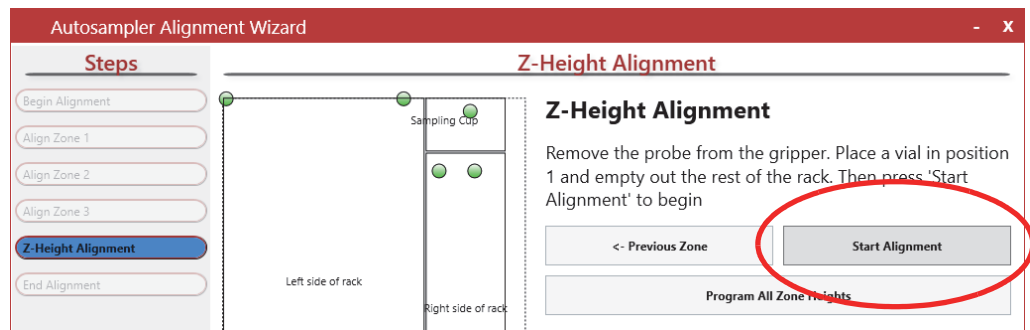 Autosampler Alignment Wizard
- X
Steps
Begin Alignment
Align Zone 1
Align Zone 2
Align Zone 3
Z-Height Alignment
End Alignment
Z-Height Alignment
Sampling Cup
Left side of rack
Right side of rack
Z-Height Alignment
Remove the probe from the gripper. Place a vial in position
1 and empty out the rest of the rack. Then press 'Start
Alignment' to begin
<- Previous Zone
Start Alignment
Program All Zone Heights